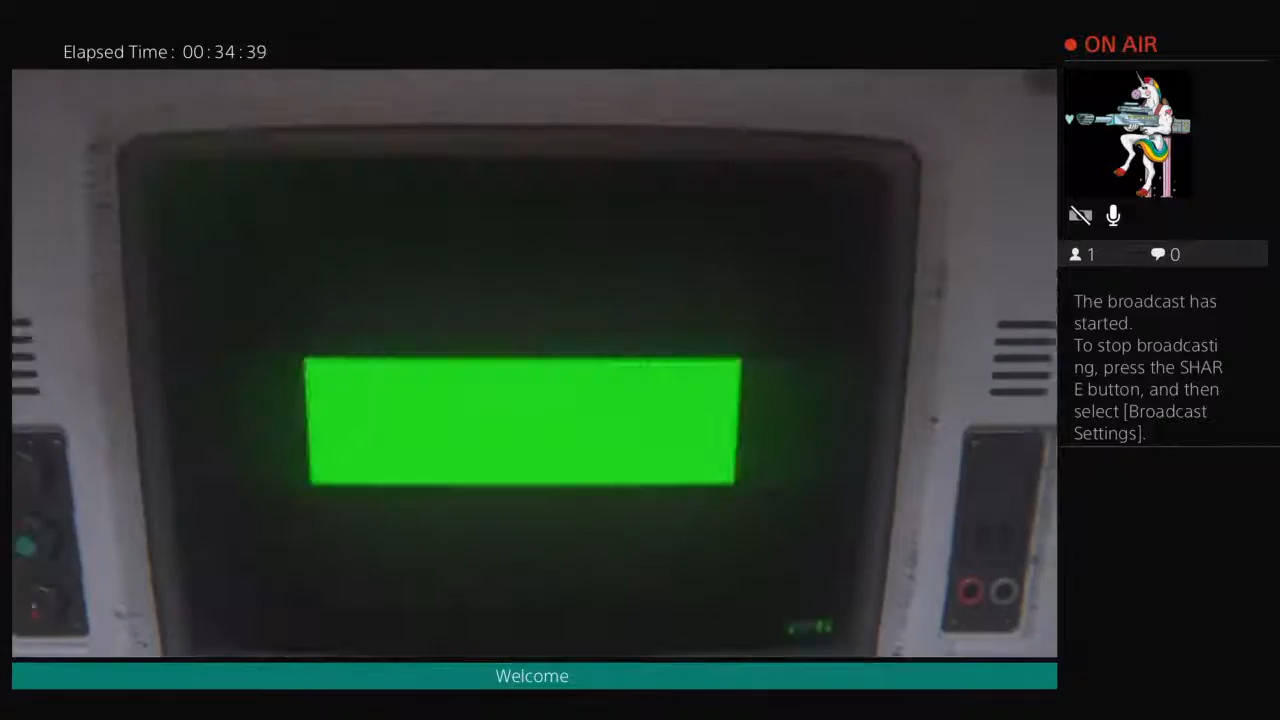 Elapsed Time: 00:34:39
ON AIR
1
0
The broadcast has
started.
To stop broadcasti
ng, press the SHAR
E button, and then
select [Broadcast
Settings].
Welcome